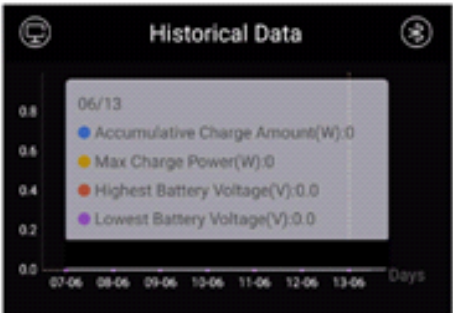 Historical Data
06/13
Accumulative Charge Amount(W):0
Max Charge Power(W):0
Highest Battery Voltage(V):0.0
Lowest Battery Voltage(V):0.0
0.8
0.6
0.4
0.2
0.0
07-06 08-06 09-06 10-06 11-06 12-06 13-06 Days